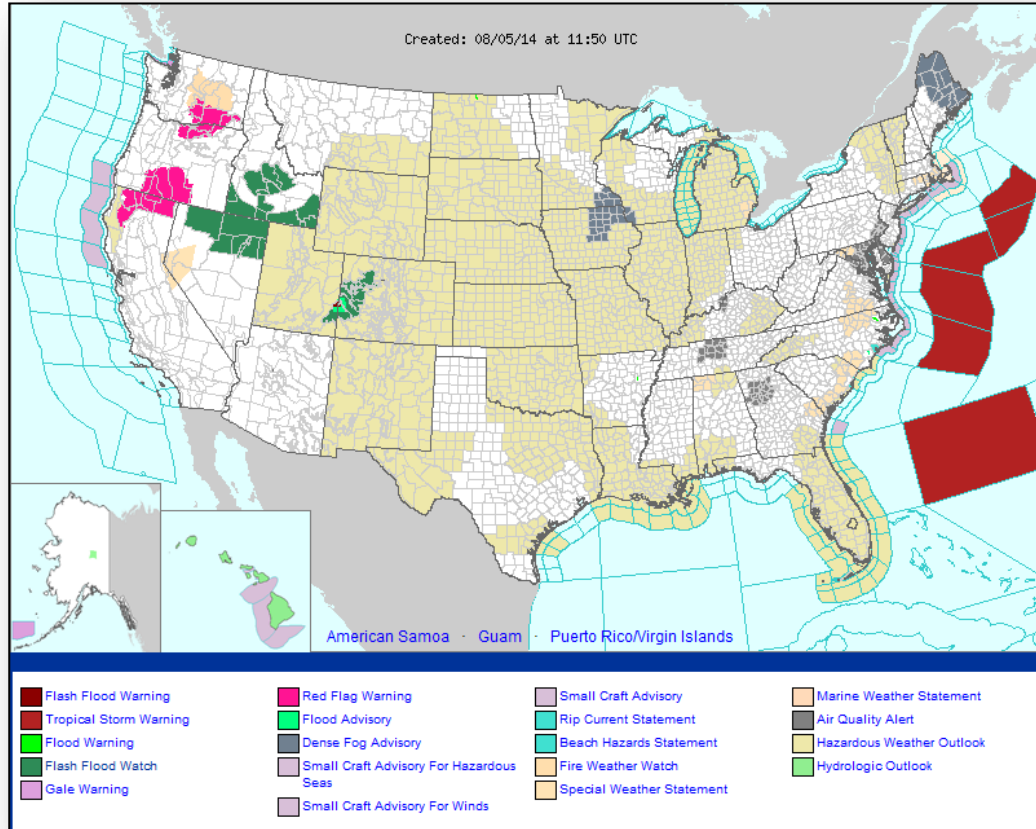 Created: 08/05/14 at 11:50 UTC
American Samoa · Guam · Puerto Rico/Virgin Islands
Flash Flood Warning
Tropical Storm Warning
Flood Warning
Flash Flood Watch
Gale Warning
Red Flag Warning
Flood Advisory
Dense Fog Advisory
Small Craft Advisory For Hazardous
Seas
Small Craft Advisory For Winds
Small Craft Advisory
Rip Current Statement
Beach Hazards Statement
Fire Weather Watch
Special Weather Statement
Marine Weather Statement
Air Quality Alert
Hazardous Weather Outlook
Hydrologic Outlook